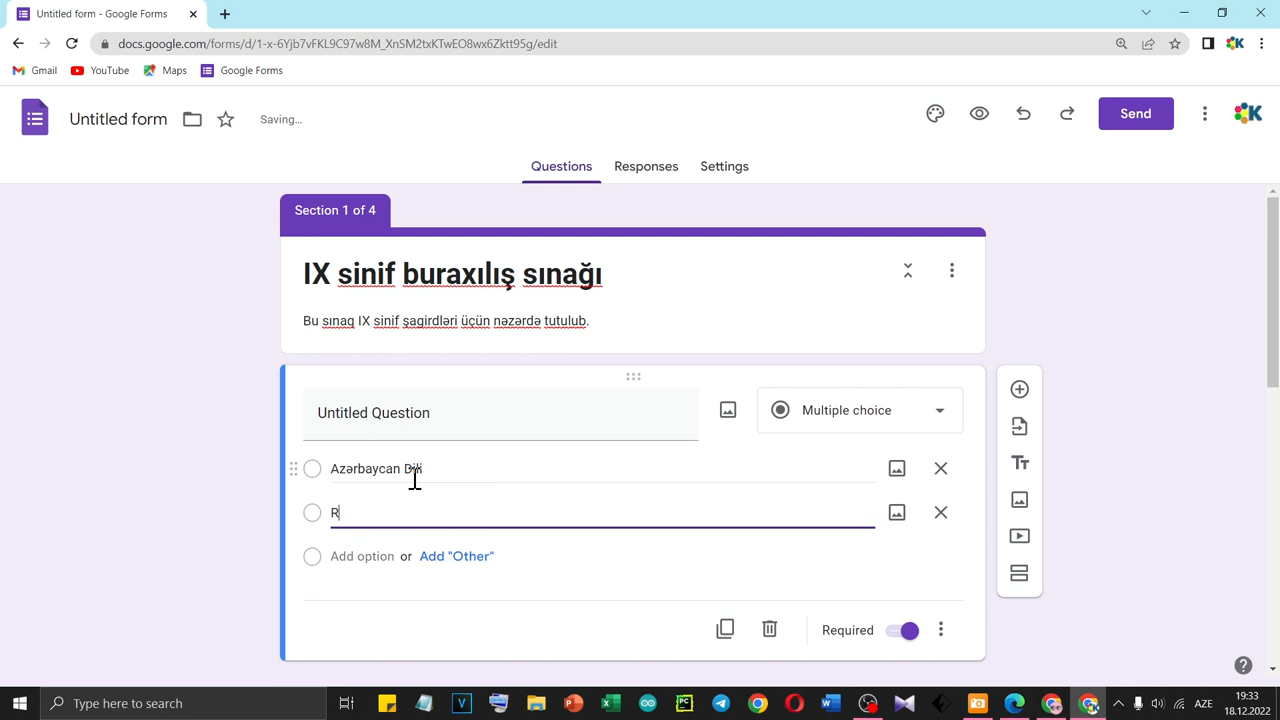 Untitled form - Google Forms
docs.google.com/forms/d/1-x-6Yjb7vFKL9C97w8M_XnSM2txKTwEO8wx6Zktt95g/edit
Gmail YouTube Maps Google Forms
Untitled form Saving... Send
Questions Responses Settings
Section 1 of 4
IX sinif buraxılış sınağı
Bu sınaq IX sinif şagirdləri üçün nəzərdə tutulub.
Untitled Question Multiple choice
Azərbaycan Dili
R
Add option or Add "Other"
Required
Type here to search AZE 19:33
18.12.2022